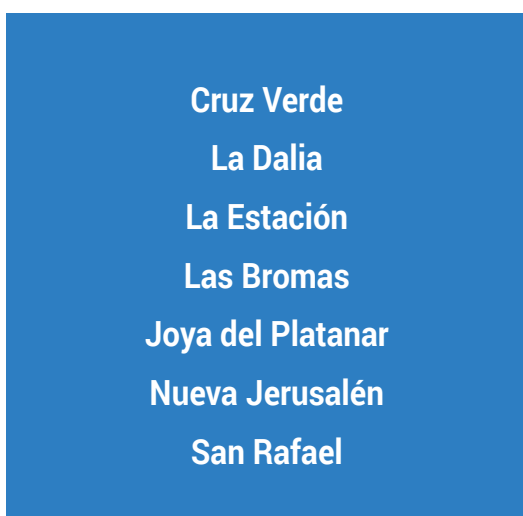 Cruz Verde
La Dalia
La Estación
Las Bromas
Joya del Platanar
Nueva Jerusalén
San Rafael